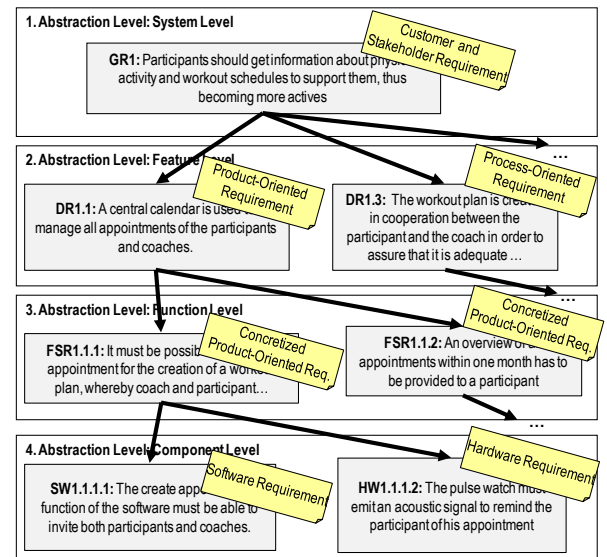 1. Abstraction Level: System Level
Customer and
Stakeholder Requirement
GR1: Participants should get information about physi
activity and workout schedules to support them, thus
becoming more actives
...
2. Abstraction Level: Feature Level
Product-Oriented
Requirement
Process-Oriented
Requirement
DR1.1: A central calendar is used
manage all appointments of the participants
and coaches.
DR1.3: The workout plan is creat
in cooperation between the
participant and the coach in order to
assure that it is adequate ...
...
3. Abstraction Level: Function Level
Concretized
Product-Oriented Req.
Concretized
Product-Oriented Req.
FSR1.1.1: It must be possib
appointment for the creation of a work
plan, whereby coach and participant...
FSR1.1.2: An overview of
appointments within one month has to
be provided to a participant
...
4. Abstraction Level: Component Level
Software Requirement
Hardware Requirement
SW1.1.1.1: The create appo
function of the software must be able to
invite both participants and coaches.
HW1.1.1.2: The pulse watch must
emit an acoustic signal to remind the
participant of his appointment